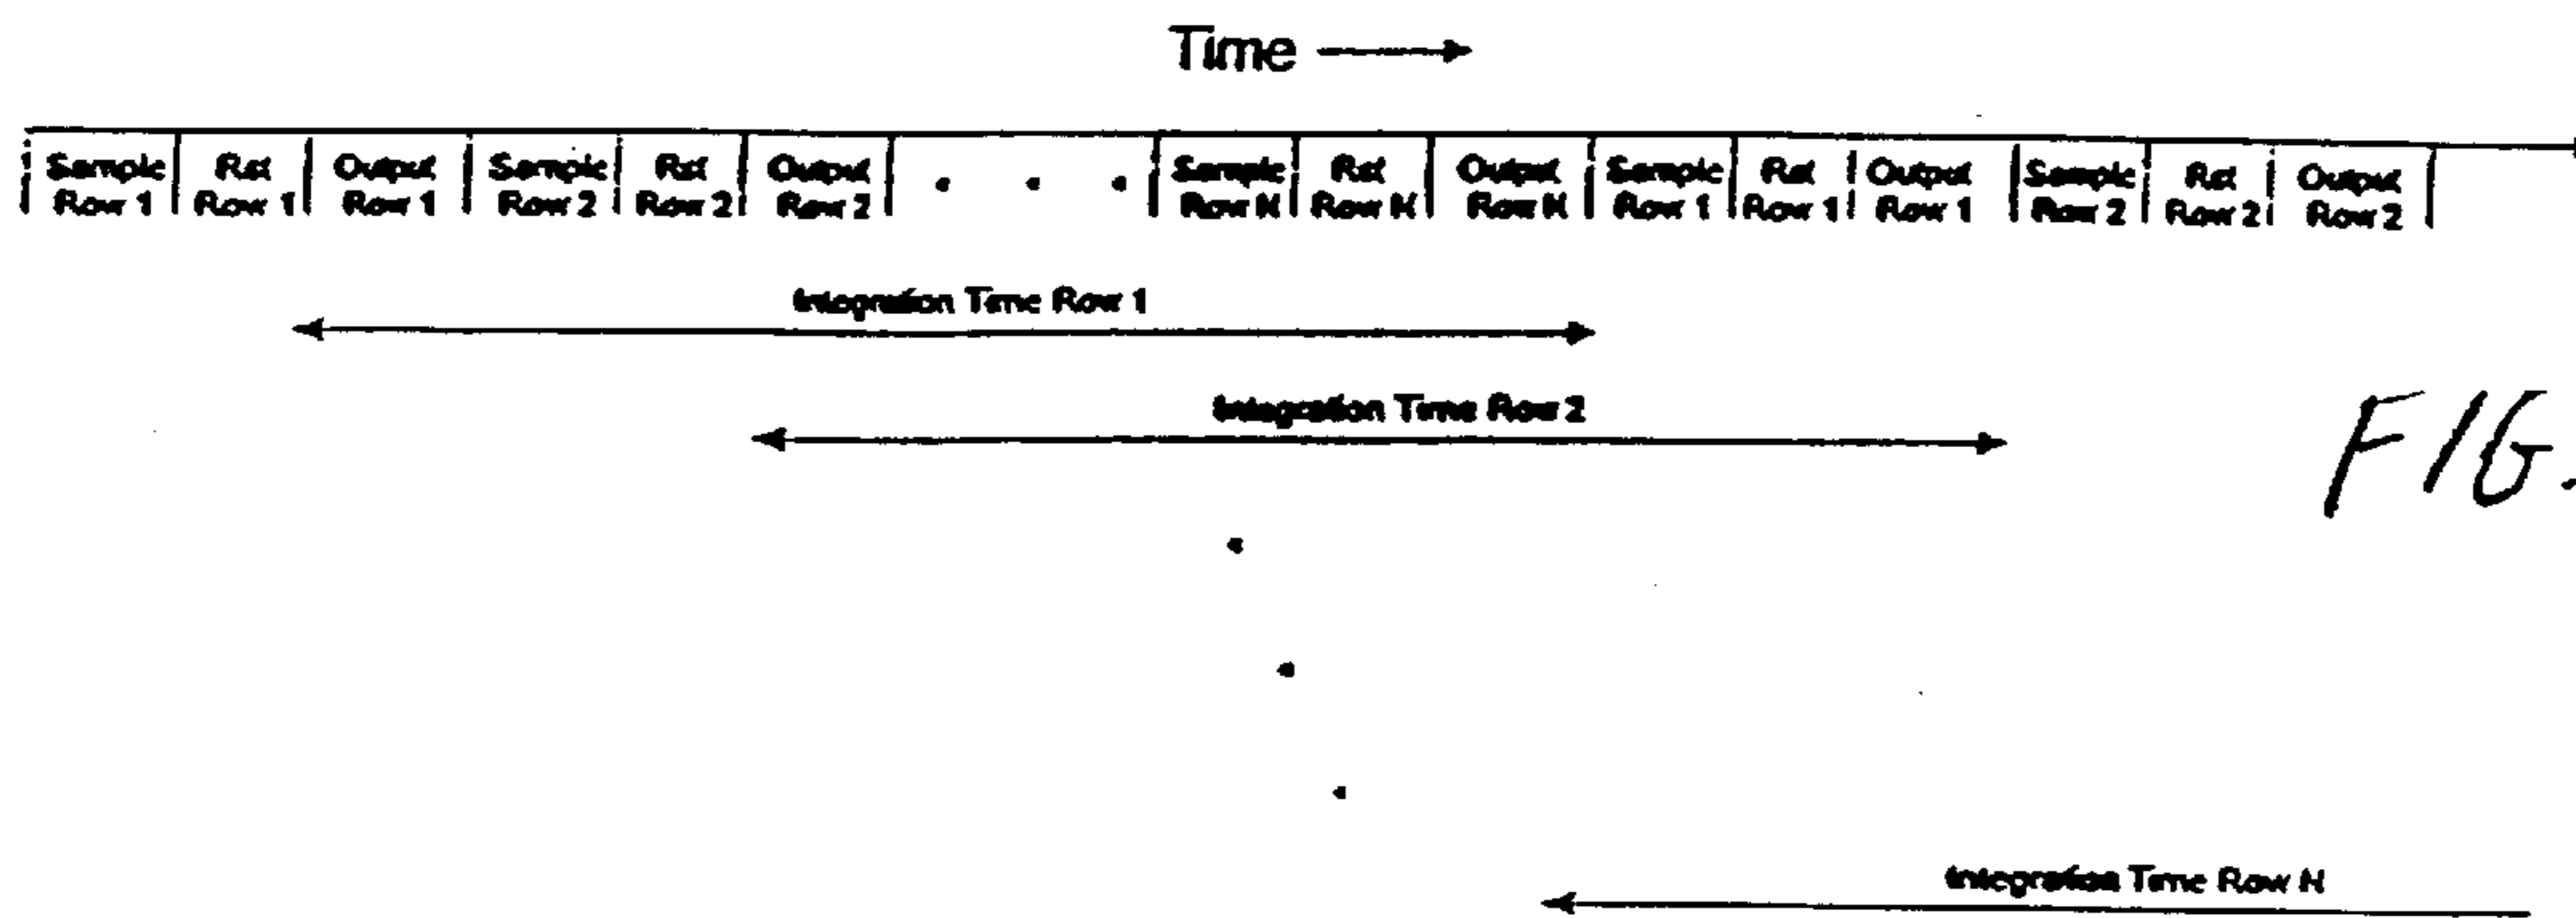 Time
Sample Rst Output Sample Rst Output Sample Rst Output Sample Rst Output Sample Rst Output
Row 1 Row 1 Row 1 Row 2 Row 2 Row 2 Row N Row N Row N Row 1 Row 1 Row 1 Row 2 Row 2 Row 2
Integration Time Row 1
Integration Time Row 2
FIG.
Integration Time Row N